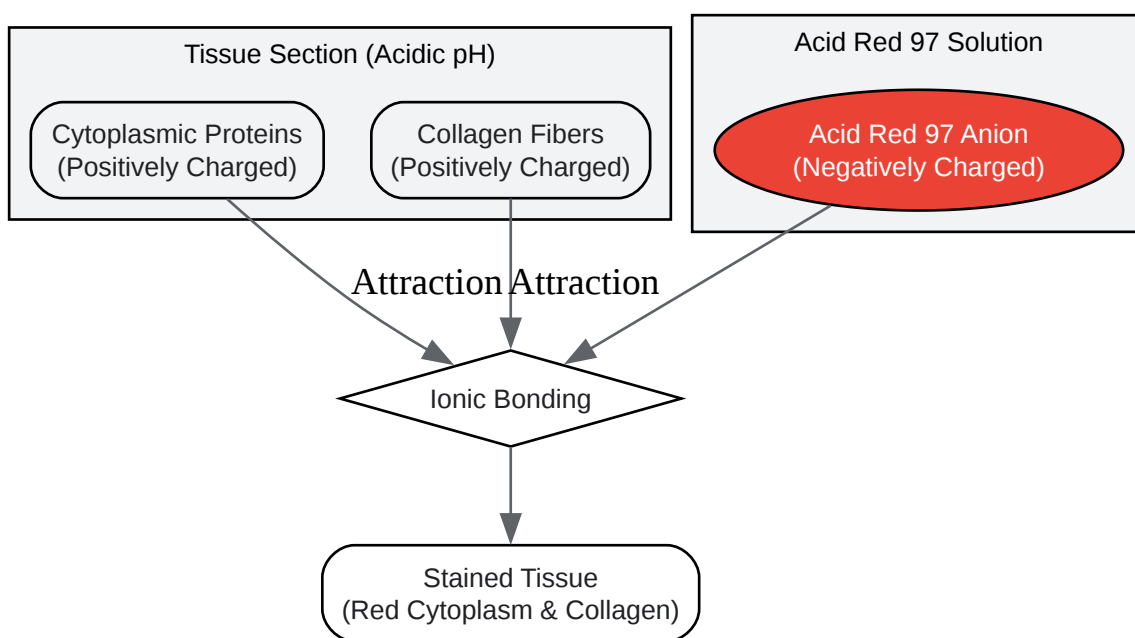 Tissue Section (Acidic pH)
Acid Red 97 Solution
Cytoplasmic Proteins
(Positively Charged)
Collagen Fibers
(Positively Charged)
Acid Red 97 Anion
(Negatively Charged)
Attraction
Attraction
Ionic Bonding
Stained Tissue
(Red Cytoplasm & Collagen)